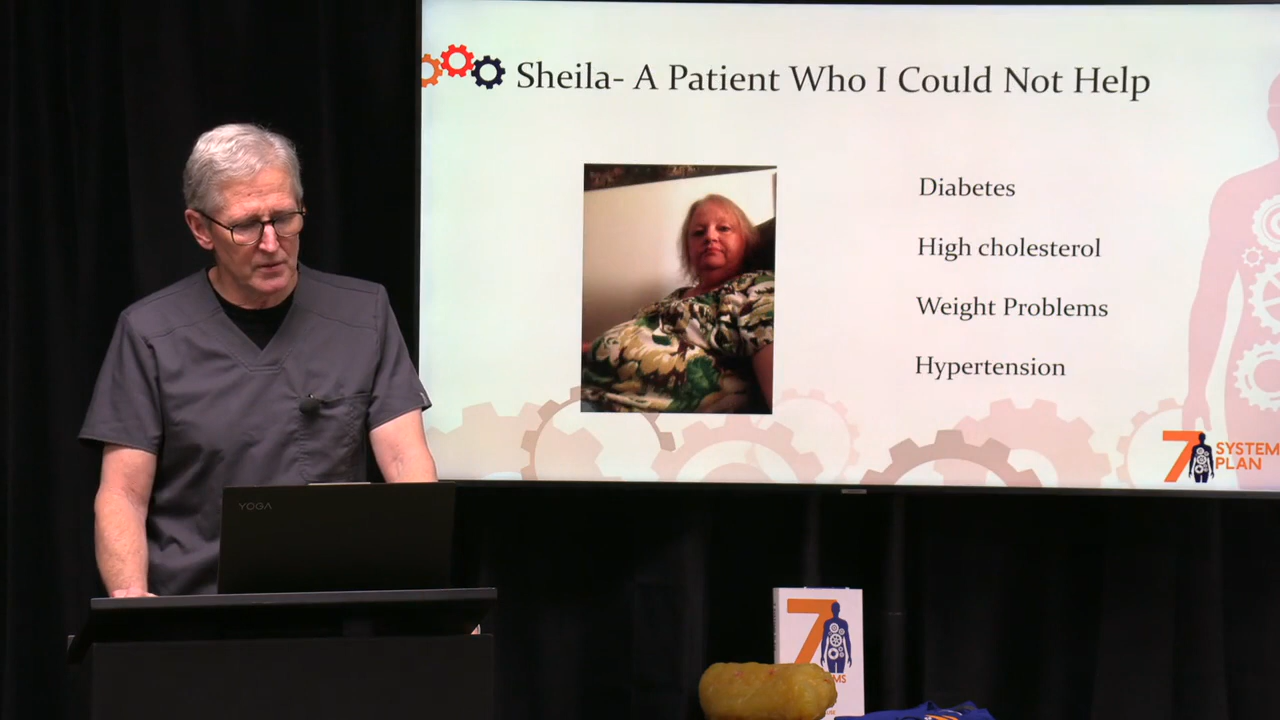 Sheila- A Patient Who I Could Not Help
Diabetes
High cholesterol
Weight Problems
Hypertension
7 SYSTEM
PLAN
YOGA
7